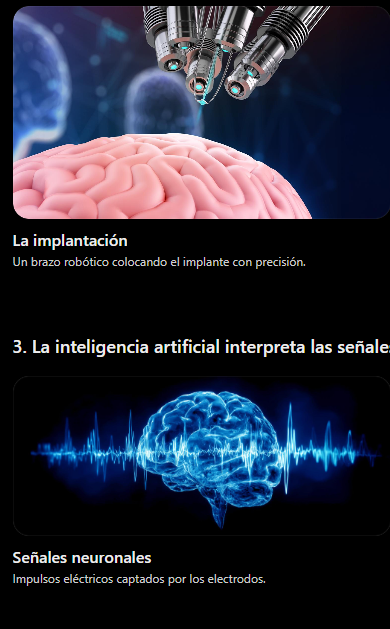 La implantación
Un brazo robótico colocando el implante con precisión.
3. La inteligencia artificial interpreta las señale
Señales neuronales
Impulsos eléctricos captados por los electrodos.